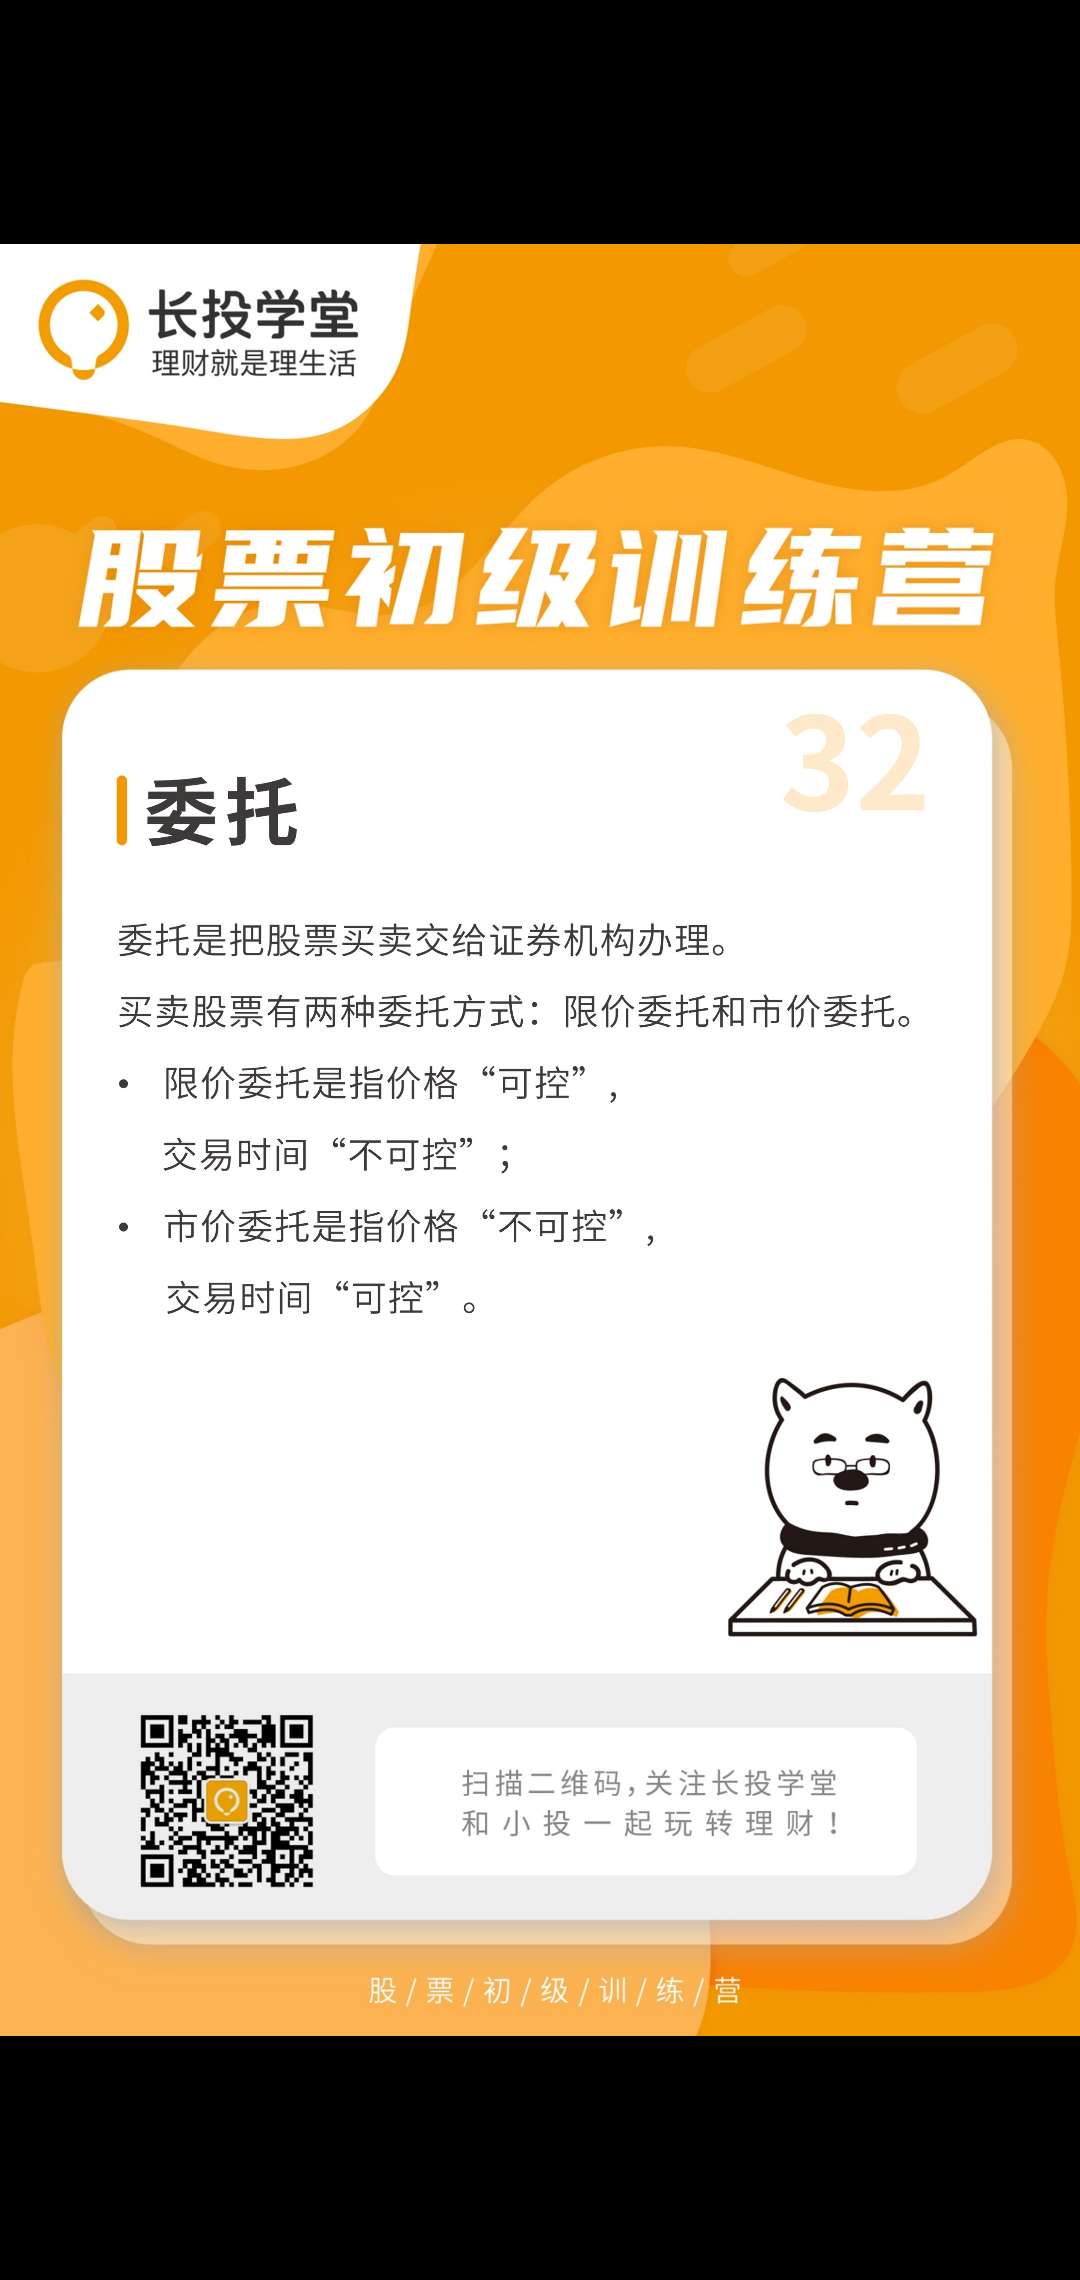 长投学堂
理财就是理生活
股票初级训练营
32
委托
委托是把股票买卖交给证券机构办理。
买卖股票有两种委托方式：限价委托和市价委托。
• 限价委托是指价格“可控”,
交易时间“不可控”；
• 市价委托是指价格“不可控”,
交易时间“可控”。
扫描二维码,关注长投学堂
和小投一起玩转理财！
股/票/初/级/训/练/营